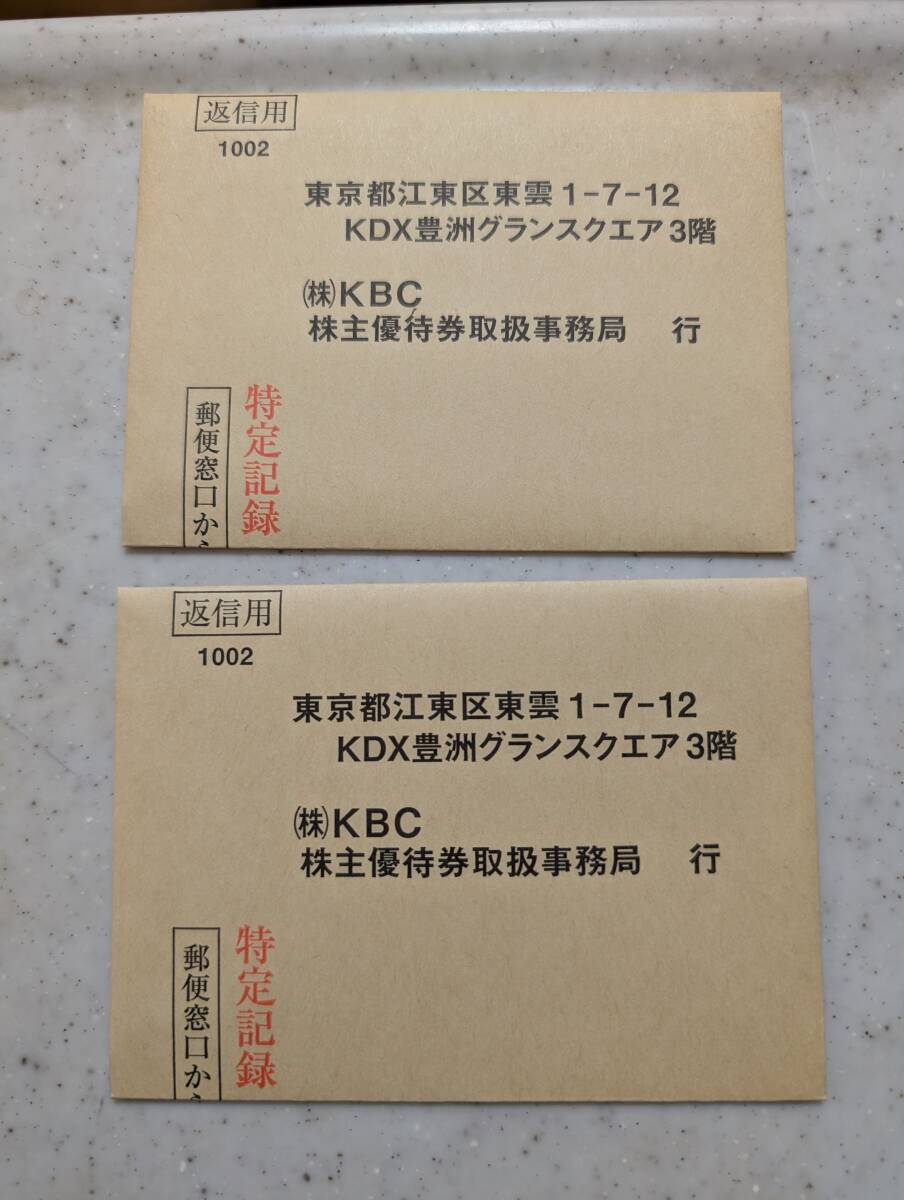 返信用
1002
東京都江東区東雲1-7-12
KDX豊洲グランスクエア3階
㈱KBC
株主優待券取扱事務局 行
特定記録
郵便窓口か
返信用
1002
東京都江東区東雲1-7-12
KDX豊洲グランスクエア3階
㈱KBC
株主優待券取扱事務局 行
特定記録
郵便窓口か